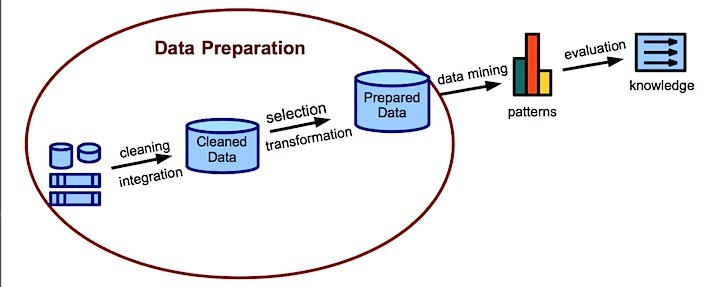 Data Preparation
cleaning
integration
Cleaned
Data
selection
transformation
Prepared
Data
data mining
patterns
evaluation
knowledge